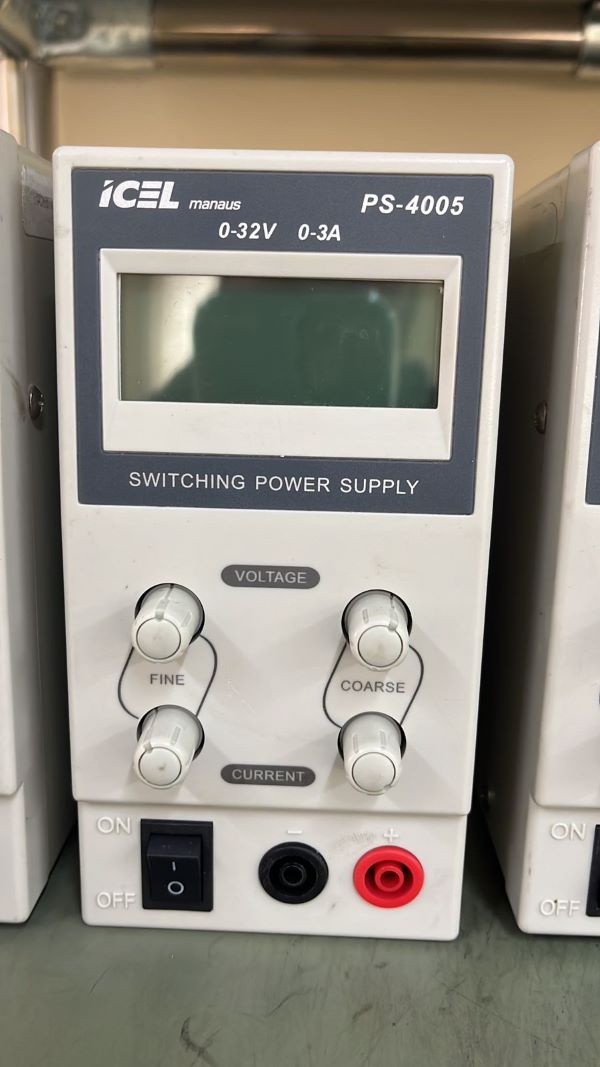 ICEL manaus PS-4005
0-32V 0-3A
SWITCHING POWER SUPPLY
VOLTAGE
FINE COARSE
CURRENT
ON - +
I
O
OFF
ON
OFF